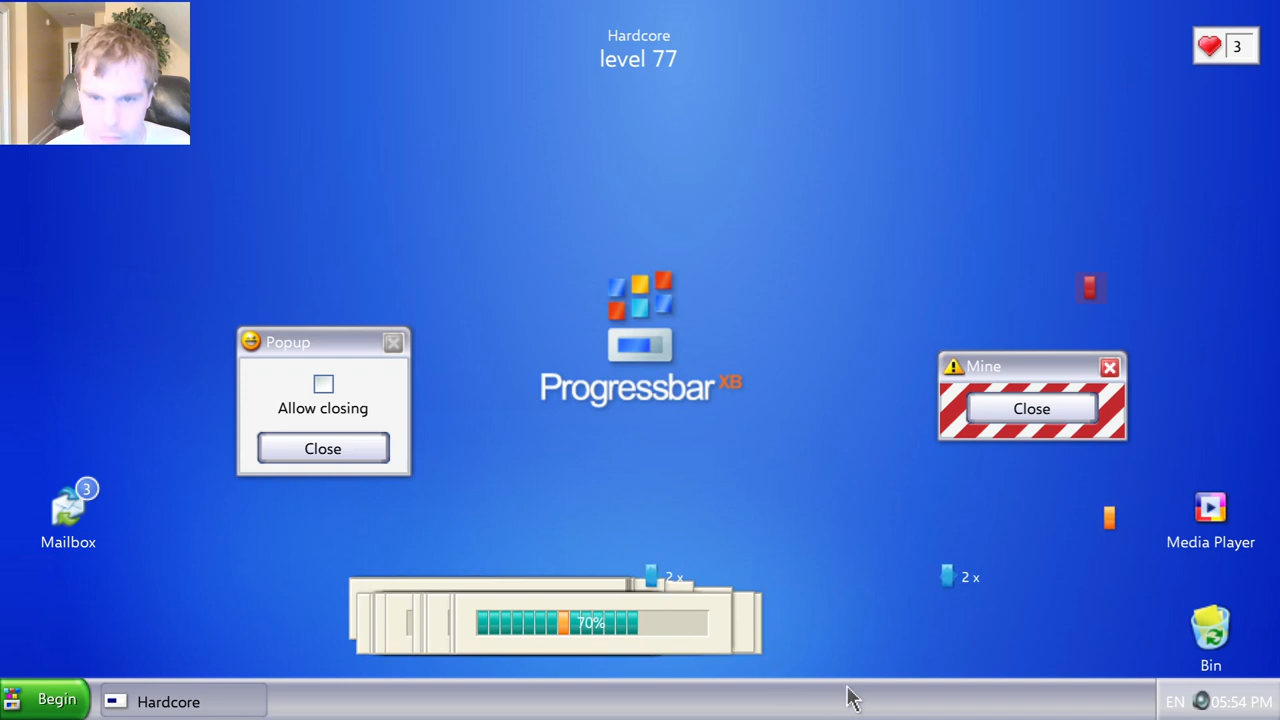 Hardcore
level 77
3
Popup
Allow closing
Close
Progressbar XB
Mine
Close
3
Mailbox
Media Player
2 x
2 x
70%
Bin
Begin
Hardcore
EN 05:54 PM